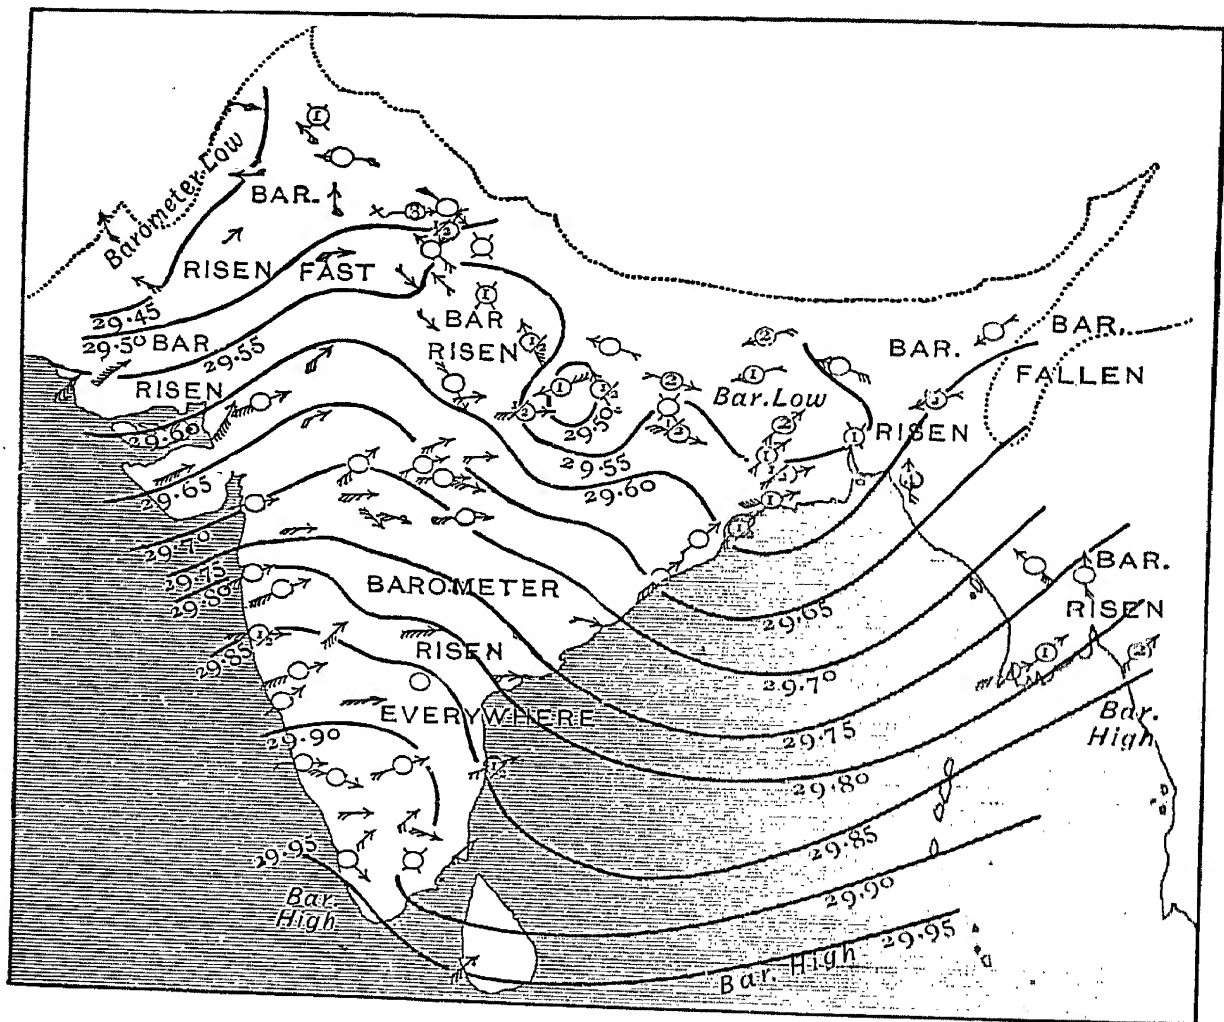 Barometer Low
BAR.
RISEN FAST
29.45
29.50 BAR.
29.55
RISEN
BAR
RISEN
BAR.
BAR.
FALLEN
Bar. Low
RISEN
29.50
29.55
29.60
29.60
29.65
29.70
29.75
29.80
29.85
BAROMETER
RISEN
EVERYWHERE
29.65
29.70
29.75
29.80
29.85
29.90
29.95
BAR.
RISEN
Bar.
High
29.90
29.95
Bar.
High
Bar. High